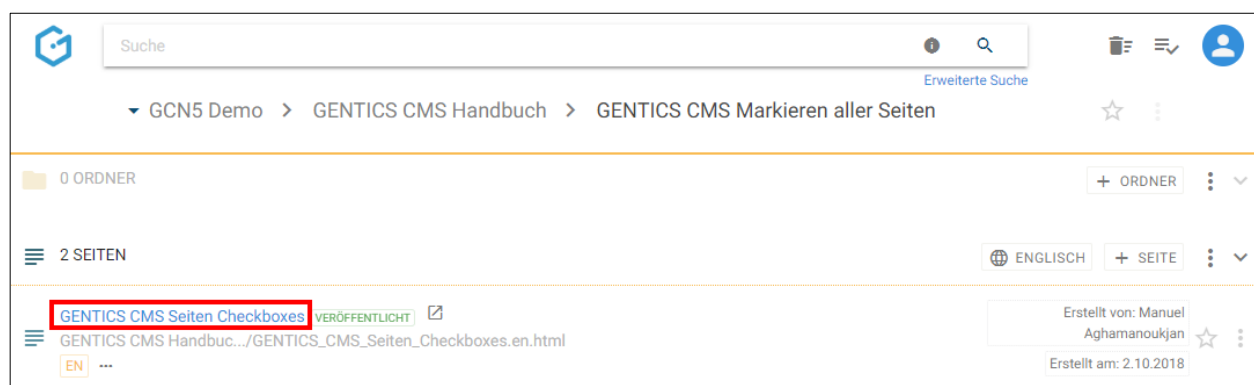 Suche
Erweiterte Suche
GCN5 Demo > GENTICS CMS Handbuch > GENTICS CMS Markieren aller Seiten
0 ORDNER + ORDNER
2 SEITEN ENGLISCH + SEITE
GENTICS CMS Seiten Checkboxes VERÖFFENTLICHT
GENTICS CMS Handbuc.../GENTICS_CMS_Seiten_Checkboxes.en.html
EN ...
Erstellt von: Manuel
Aghamanoukjan
Erstellt am: 2.10.2018